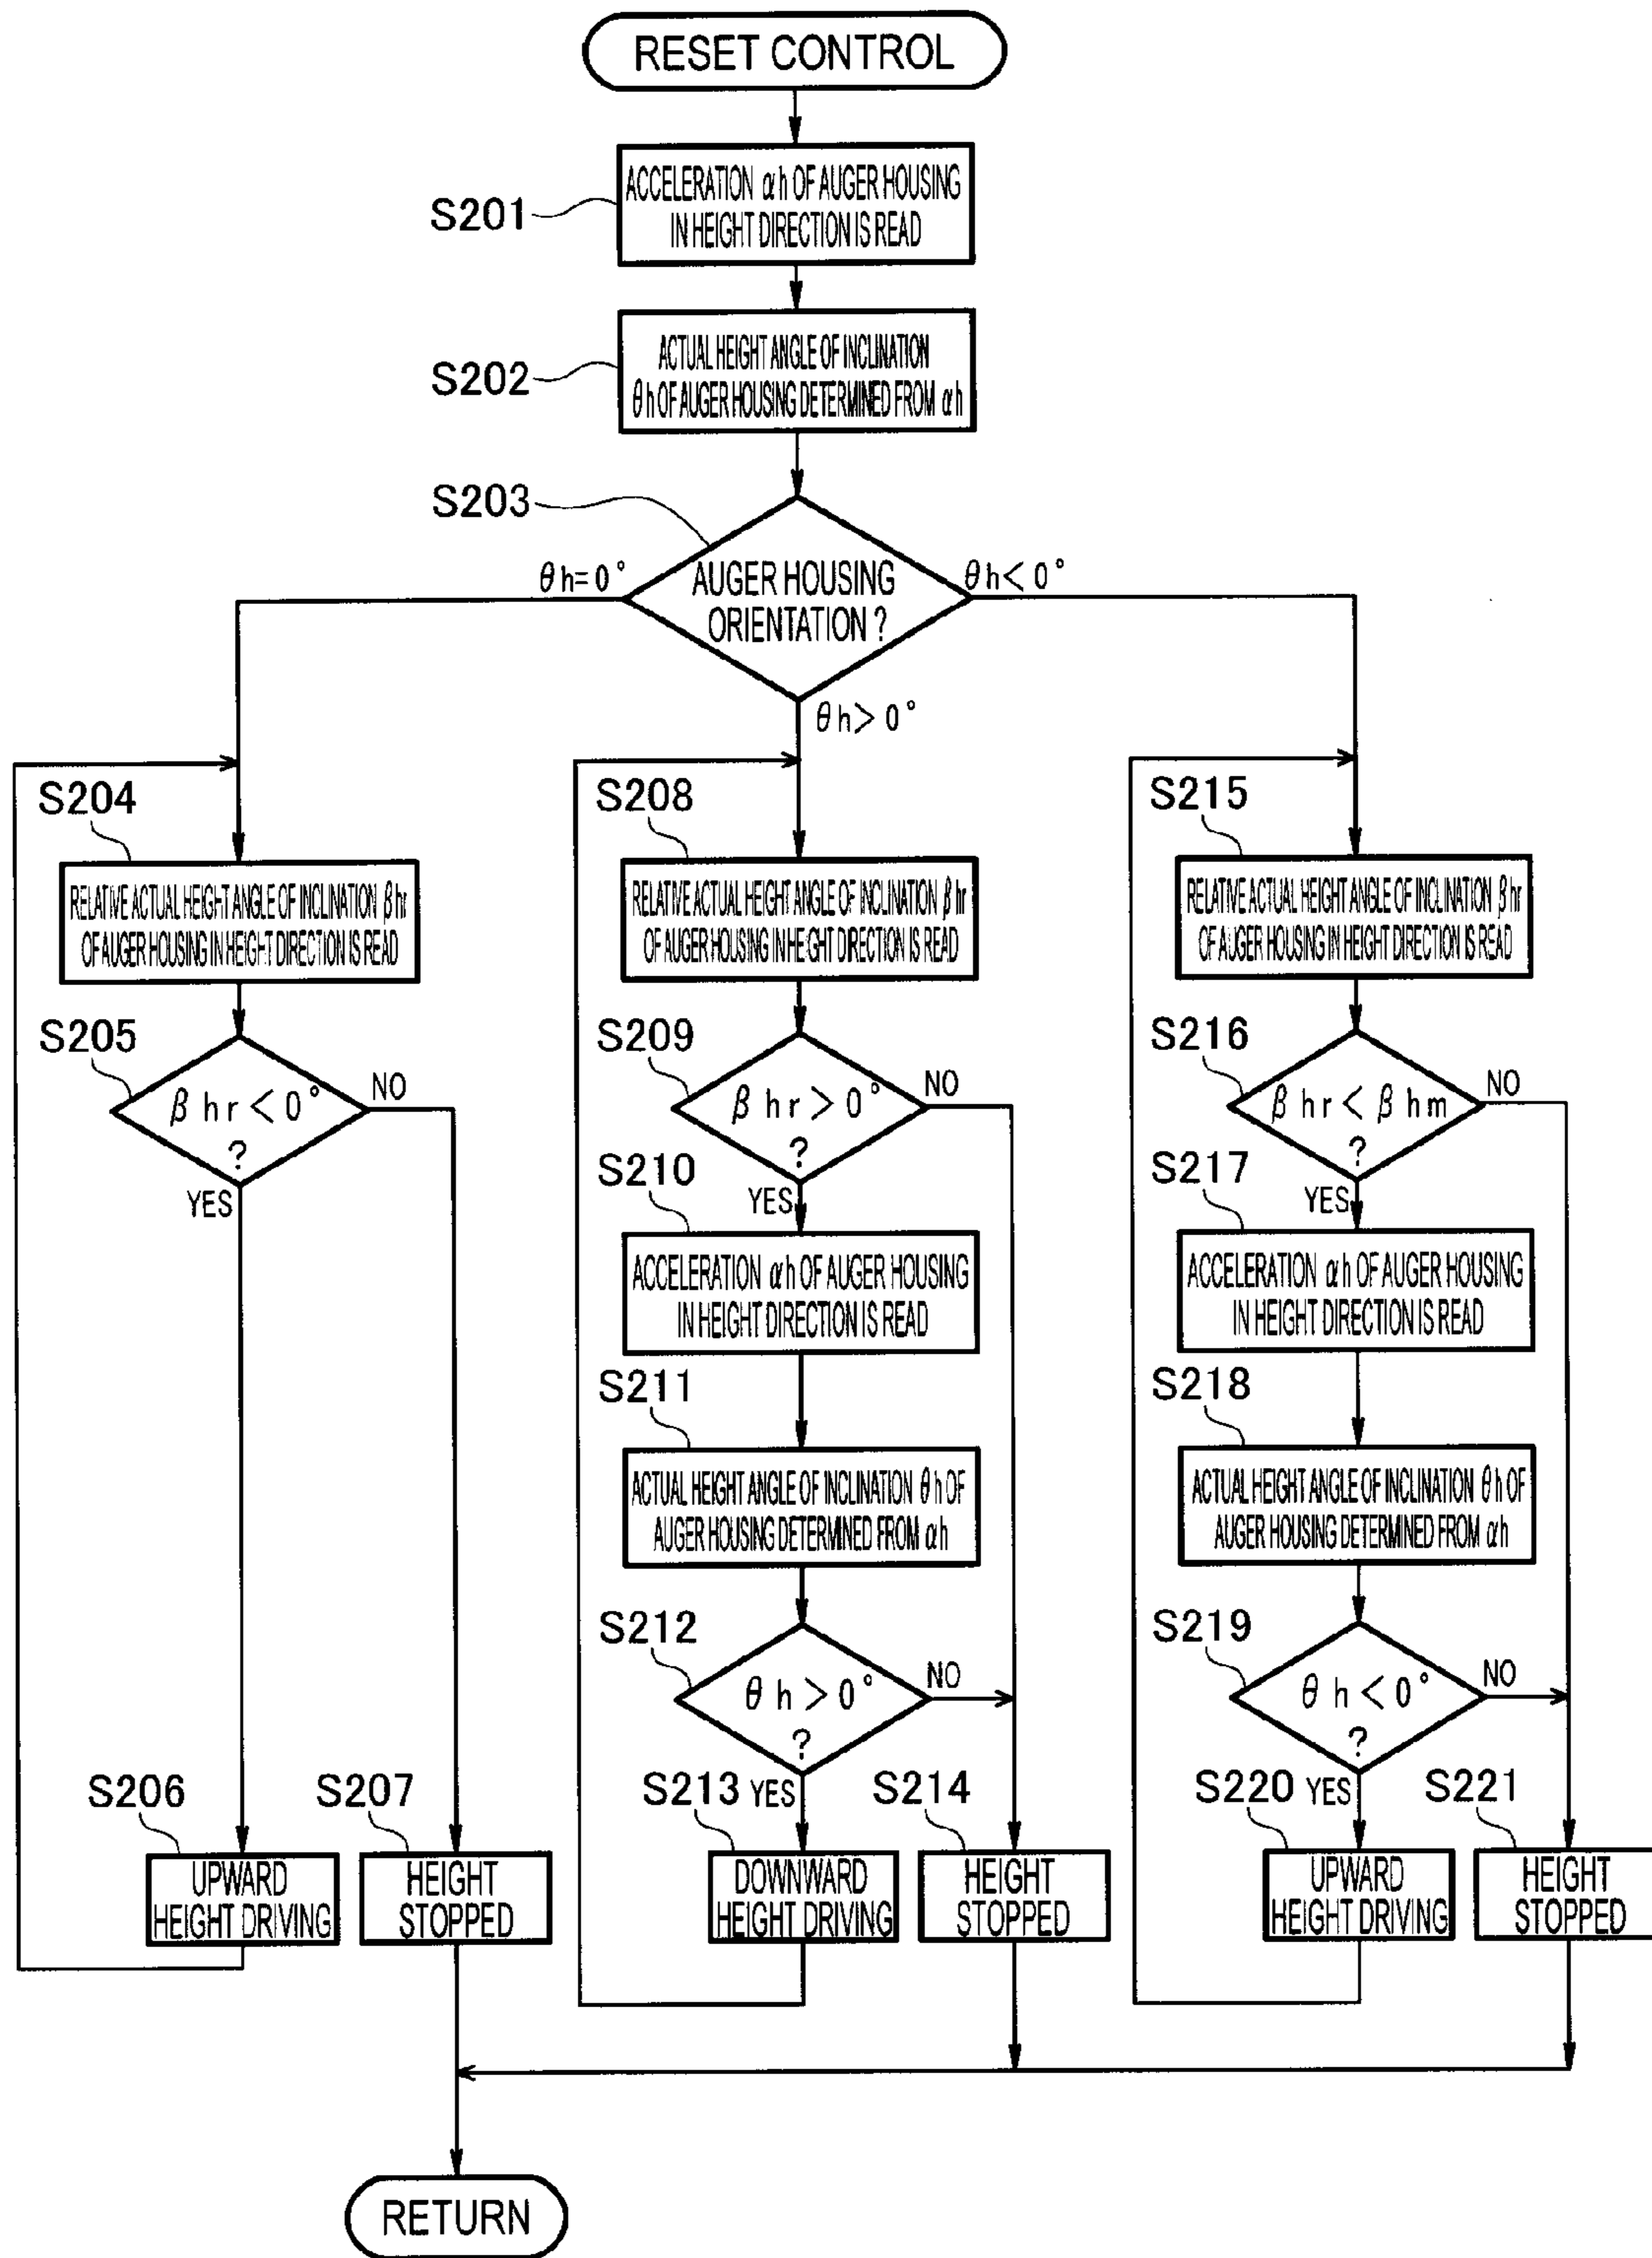 RESET CONTROL
S201
ACCELERATION αh OF AUGER HOUSING
IN HEIGHT DIRECTION IS READ
S202
ACTUAL HEIGHT ANGLE OF INCLINATION
θh OF AUGER HOUSING DETERMINED FROM αh
S203
AUGER HOUSING
ORIENTATION ?
θh=0°
θh<0°
θh>0°
S204
RELATIVE ACTUAL HEIGHT ANGLE OF INCLINATION βhr
OF AUGER HOUSING IN HEIGHT DIRECTION IS READ
S205
βhr<0°
?
NO
YES
S206
UPWARD
HEIGHT DRIVING
S207
HEIGHT
STOPPED
S208
RELATIVE ACTUAL HEIGHT ANGLE OF INCLINATION βhr
OF AUGER HOUSING IN HEIGHT DIRECTION IS READ
S209
βhr>0°
?
NO
YES
S210
ACCELERATION αh OF AUGER HOUSING
IN HEIGHT DIRECTION IS READ
S211
ACTUAL HEIGHT ANGLE OF INCLINATION θh OF
AUGER HOUSING DETERMINED FROM αh
S212
θh>0°
?
NO
YES
S213
DOWNWARD
HEIGHT DRIVING
S214
HEIGHT
STOPPED
S215
RELATIVE ACTUAL HEIGHT ANGLE OF INCLINATION βhr
OF AUGER HOUSING IN HEIGHT DIRECTION IS READ
S216
βhr<βhm
?
NO
YES
S217
ACCELERATION αh OF AUGER HOUSING
IN HEIGHT DIRECTION IS READ
S218
ACTUAL HEIGHT ANGLE OF INCLINATION θh OF
AUGER HOUSING DETERMINED FROM αh
S219
θh<0°
?
NO
YES
S220
UPWARD
HEIGHT DRIVING
S221
HEIGHT
STOPPED
RETURN